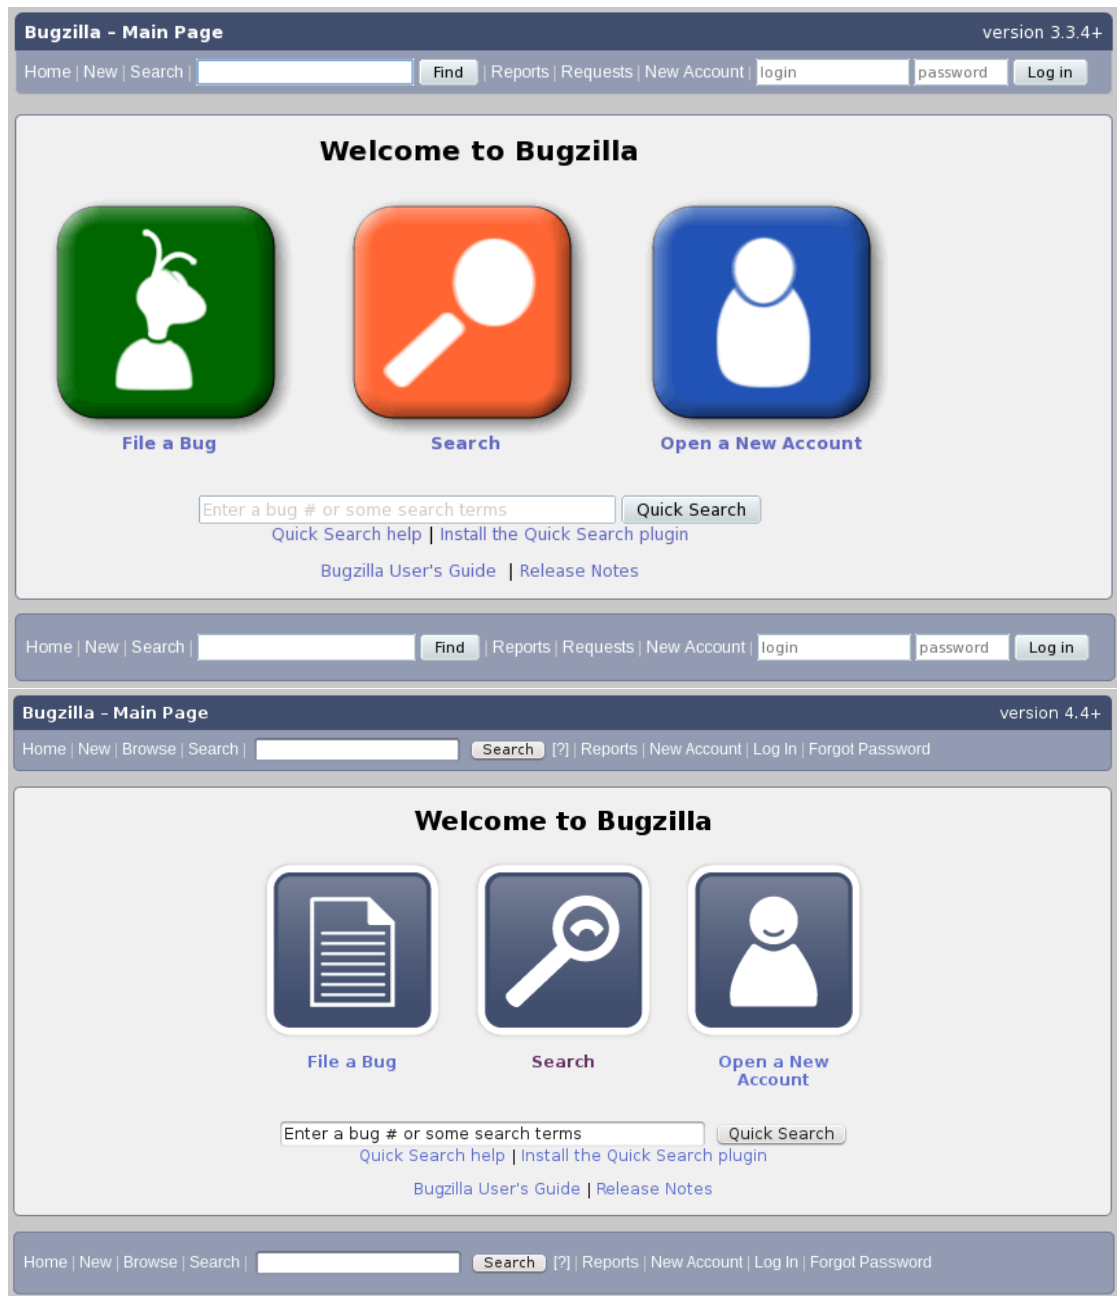 Bugzilla – Main Page version 3.3.4+
Home | New | Search | Find | Reports | Requests | New Account | login password Log in
Welcome to Bugzilla
File a Bug Search Open a New Account
Enter a bug # or some search terms Quick Search
Quick Search help | Install the Quick Search plugin
Bugzilla User's Guide | Release Notes
Home | New | Search | Find | Reports | Requests | New Account | login password Log in
Bugzilla – Main Page version 4.4+
Home | New | Browse | Search | Search [?] | Reports | New Account | Log In | Forgot Password
Welcome to Bugzilla
File a Bug Search Open a New
Account
Enter a bug # or some search terms Quick Search
Quick Search help | Install the Quick Search plugin
Bugzilla User's Guide | Release Notes
Home | New | Browse | Search | Search [?] | Reports | New Account | Log In | Forgot Password